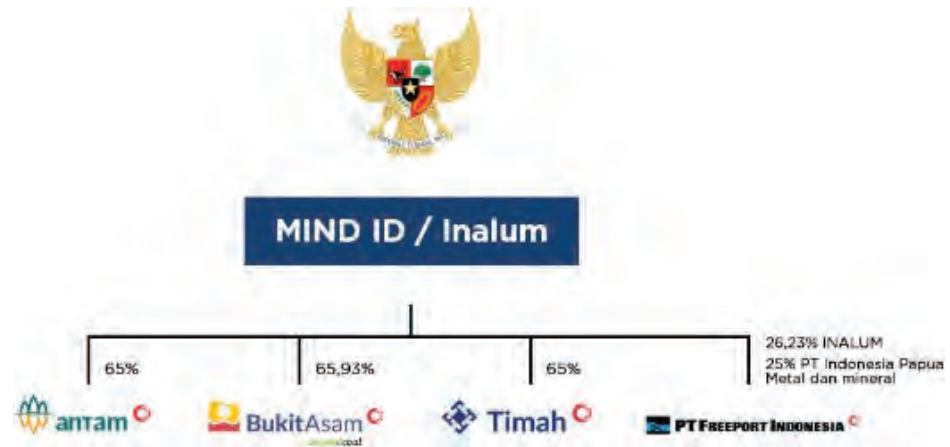 MIND ID / Inalum
65%
65,93%
65%
26,23% INALUM
25% PT Indonesia Papua
Metal dan mineral
antam
BukitAsam
Timah
PT FREEPORT INDONESIA